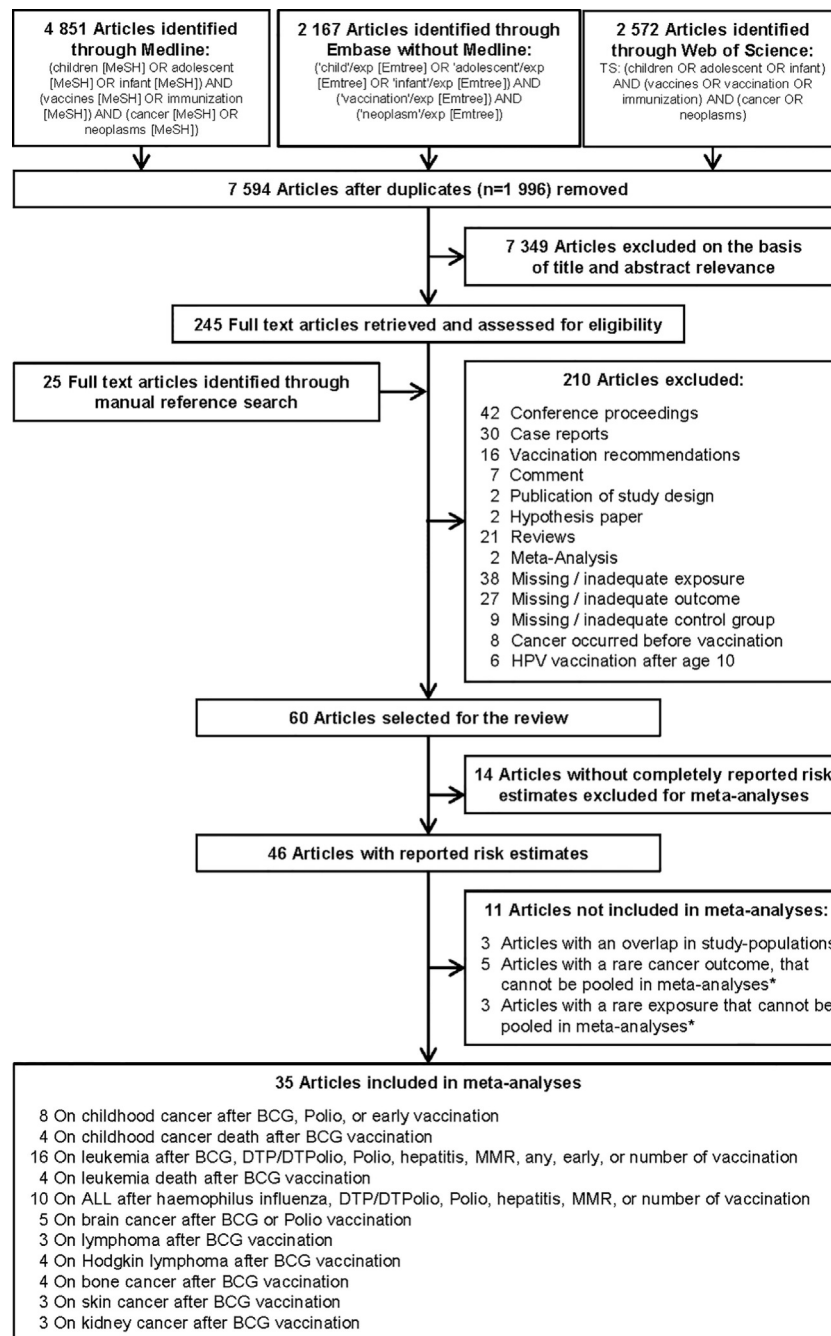 4 851 Articles identified
through Medline:
(children [MeSH] OR adolescent
[MeSH] OR infant [MeSH]) AND
(vaccines [MeSH] OR immunization
[MeSH]) AND (cancer [MeSH] OR
neoplasms [MeSH])
2 167 Articles identified through
Embase without Medline:
('child'/exp [Emtree] OR 'adolescent'/exp
[Emtree] OR 'infant'/exp [Emtree]) AND
('vaccination'/exp [Emtree]) AND
('neoplasm'/exp [Emtree])
2 572 Articles identified
through Web of Science:
TS: (children OR adolescent OR infant)
AND (vaccines OR vaccination OR
immunization) AND (cancer OR
neoplasms)
7 594 Articles after duplicates (n=1 996) removed
7 349 Articles excluded on the basis
of title and abstract relevance
245 Full text articles retrieved and assessed for eligibility
25 Full text articles identified through
manual reference search
210 Articles excluded:
42 Conference proceedings
30 Case reports
16 Vaccination recommendations
7 Comment
2 Publication of study design
2 Hypothesis paper
21 Reviews
2 Meta-Analysis
38 Missing / inadequate exposure
27 Missing / inadequate outcome
9 Missing / inadequate control group
8 Cancer occurred before vaccination
6 HPV vaccination after age 10
60 Articles selected for the review
14 Articles without completely reported risk
estimates excluded for meta-analyses
46 Articles with reported risk estimates
11 Articles not included in meta-analyses:
3 Articles with an overlap in study-populations
5 Articles with a rare cancer outcome, that
cannot be pooled in meta-analyses*
3 Articles with a rare exposure that cannot be
pooled in meta-analyses*
35 Articles included in meta-analyses
8 On childhood cancer after BCG, Polio, or early vaccination
4 On childhood cancer death after BCG vaccination
16 On leukemia after BCG, DTP/DTPolio, Polio, hepatitis, MMR, any, early, or number of vaccination
4 On leukemia death after BCG vaccination
10 On ALL after haemophilus influenza, DTP/DTPolio, Polio, hepatitis, MMR, or number of vaccination
5 On brain cancer after BCG or Polio vaccination
3 On lymphoma after BCG vaccination
4 On Hodgkin lymphoma after BCG vaccination
4 On bone cancer after BCG vaccination
3 On skin cancer after BCG vaccination
3 On kidney cancer after BCG vaccination